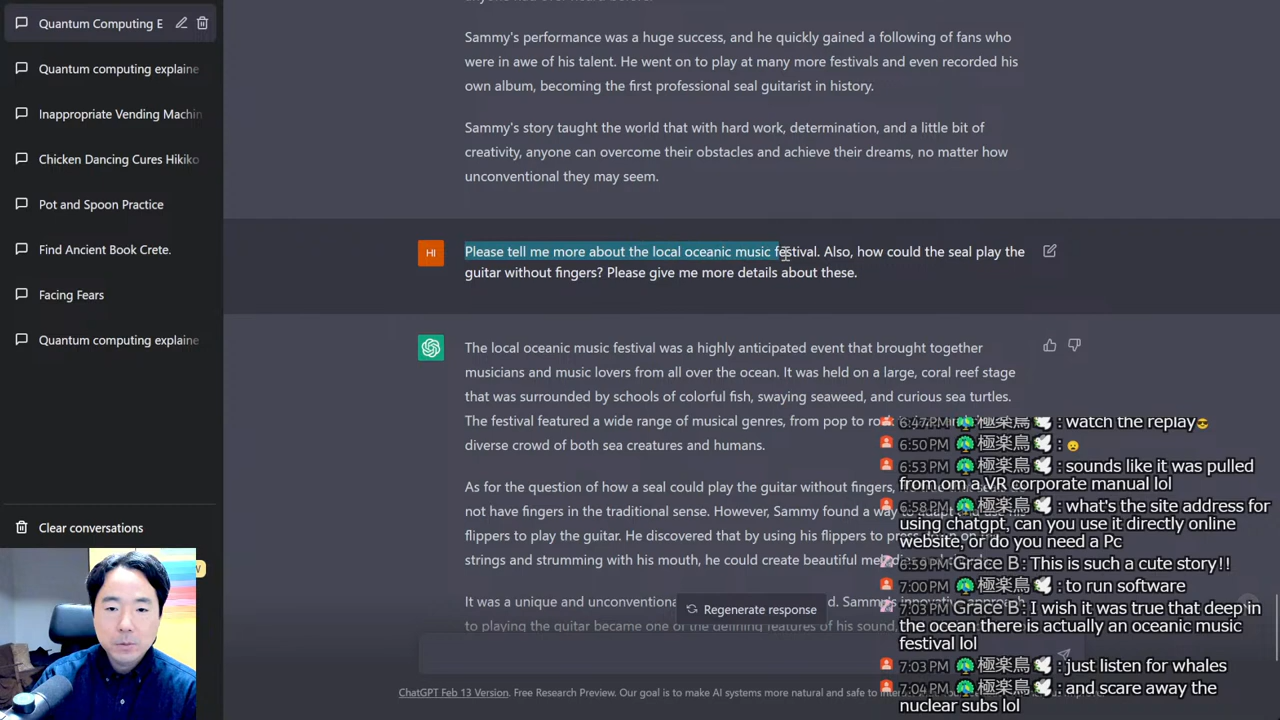 Quantum Computing E
Quantum computing explaine
Inappropriate Vending Machin
Chicken Dancing Cures Hikiko
Pot and Spoon Practice
Find Ancient Book Crete.
Facing Fears
Quantum computing explaine
Clear conversations
Sammy's performance was a huge success, and he quickly gained a following of fans who
were in awe of his talent. He went on to play at many more festivals and even recorded his
own album, becoming the first professional seal guitarist in history.
Sammy's story taught the world that with hard work, determination, and a little bit of
creativity, anyone can overcome their obstacles and achieve their dreams, no matter how
unconventional they may seem.
HI
Please tell me more about the local oceanic music festival. Also, how could the seal play the
guitar without fingers? Please give me more details about these.
The local oceanic music festival was a highly anticipated event that brought together
musicians and music lovers from all over the ocean. It was held on a large, coral reef stage
that was surrounded by schools of colorful fish, swaying seaweed, and curious sea turtles.
The festival featured a wide range of musical genres, from pop to
diverse crowd of both sea creatures and humans.
As for the question of how a seal could play the guitar without fingers,
not have fingers in the traditional sense. However, Sammy found a way
flippers to play the guitar. He discovered that by using his flippers to
strings and strumming with his mouth, he could create beautiful
It was a unique and unconventional
to playing the guitar became one of the defining features of his sound,
Regenerate response
ChatGPT Feb 13 Version. Free Research Preview. Our goal is to make AI systems more natural and safe to
6:47 PM 🦚極楽鳥🕊 : watch the replay😎
6:50 PM 🦚極楽鳥🕊 : 😦
6:53 PM 🦚極楽鳥🕊 : sounds like it was pulled
from om a VR corporate manual lol
6:58 PM 🦚極楽鳥🕊 : what's the site address for
using chatgpt, can you use it directly online
website, or do you need a Pc
6:59 PM Grace B : This is such a cute story!!
7:00 PM 🦚極楽鳥🕊 : to run software
7:03 PM Grace B : I wish it was true that deep in
the ocean there is actually an oceanic music
festival lol
7:03 PM 🦚極楽鳥🕊 : just listen for whales
7:04 PM 🦚極楽鳥🕊 : and scare away the
nuclear subs lol